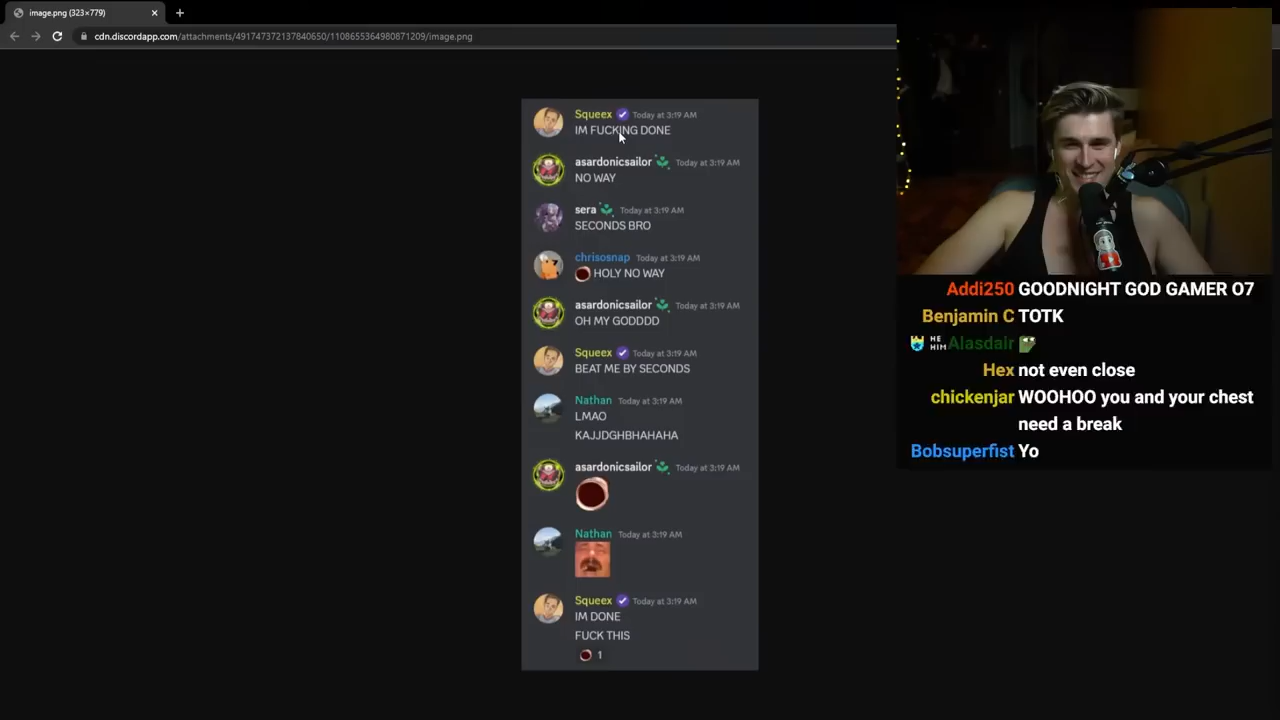 image.png (323×779)
cdn.discordapp.com/attachments/491747372137840650/1108655364980871209/image.png
Squeex Today at 3:19 AM
IM FUCKING DONE
asardonicsailor Today at 3:19 AM
NO WAY
sera Today at 3:19 AM
SECONDS BRO
chrisosnap Today at 3:19 AM
HOLY NO WAY
asardonicsailor Today at 3:19 AM
OH MY GODDDD
Squeex Today at 3:19 AM
BEAT ME BY SECONDS
Nathan Today at 3:19 AM
LMAO
KAJJDGHBHAHAHA
asardonicsailor Today at 3:19 AM
Nathan Today at 3:19 AM
Squeex Today at 3:19 AM
IM DONE
FUCK THIS
1
Addi250 GOODNIGHT GOD GAMER O7
Benjamin C TOTK
HE HIM Alasdair
Hex not even close
chickenjar WOOHOO you and your chest
need a break
Bobsuperfist Yo